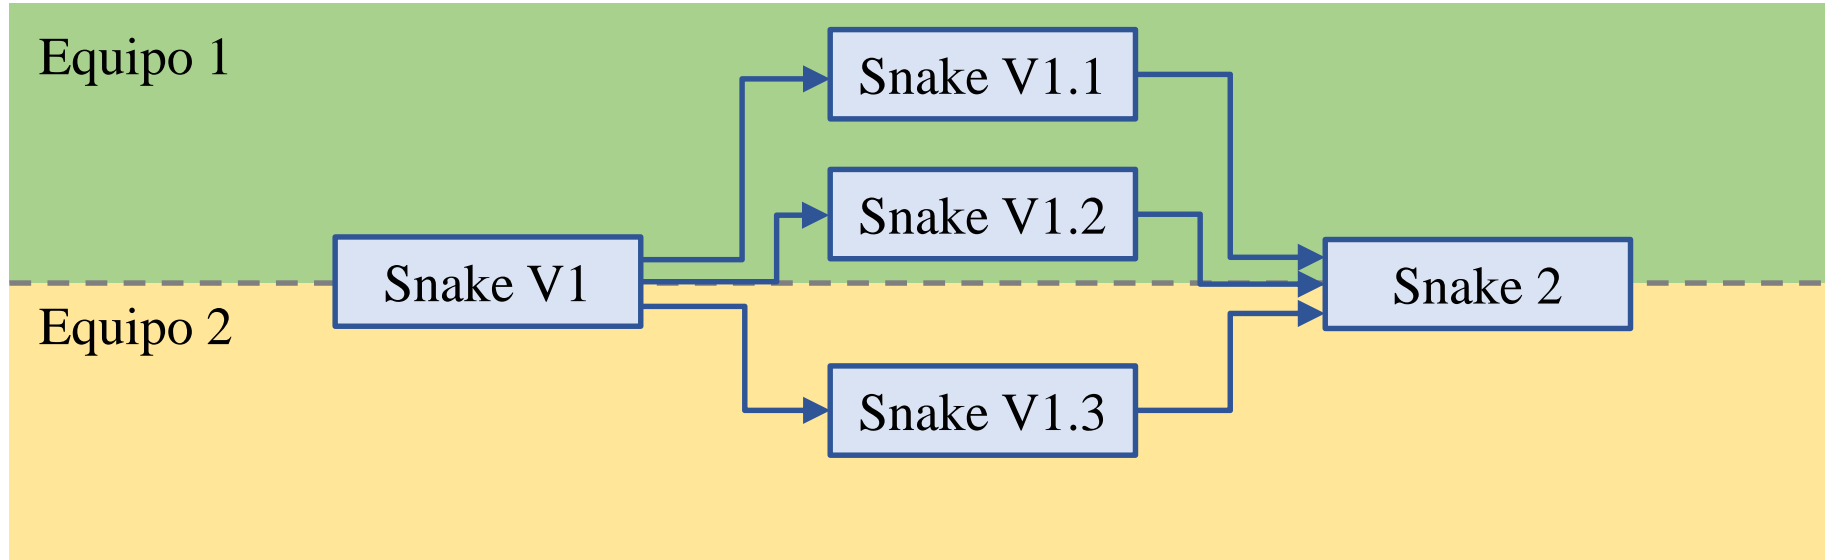 Equipo 1
Snake V1.1
Snake V1.2
Snake V1
Snake 2
Equipo 2
Snake V1.3